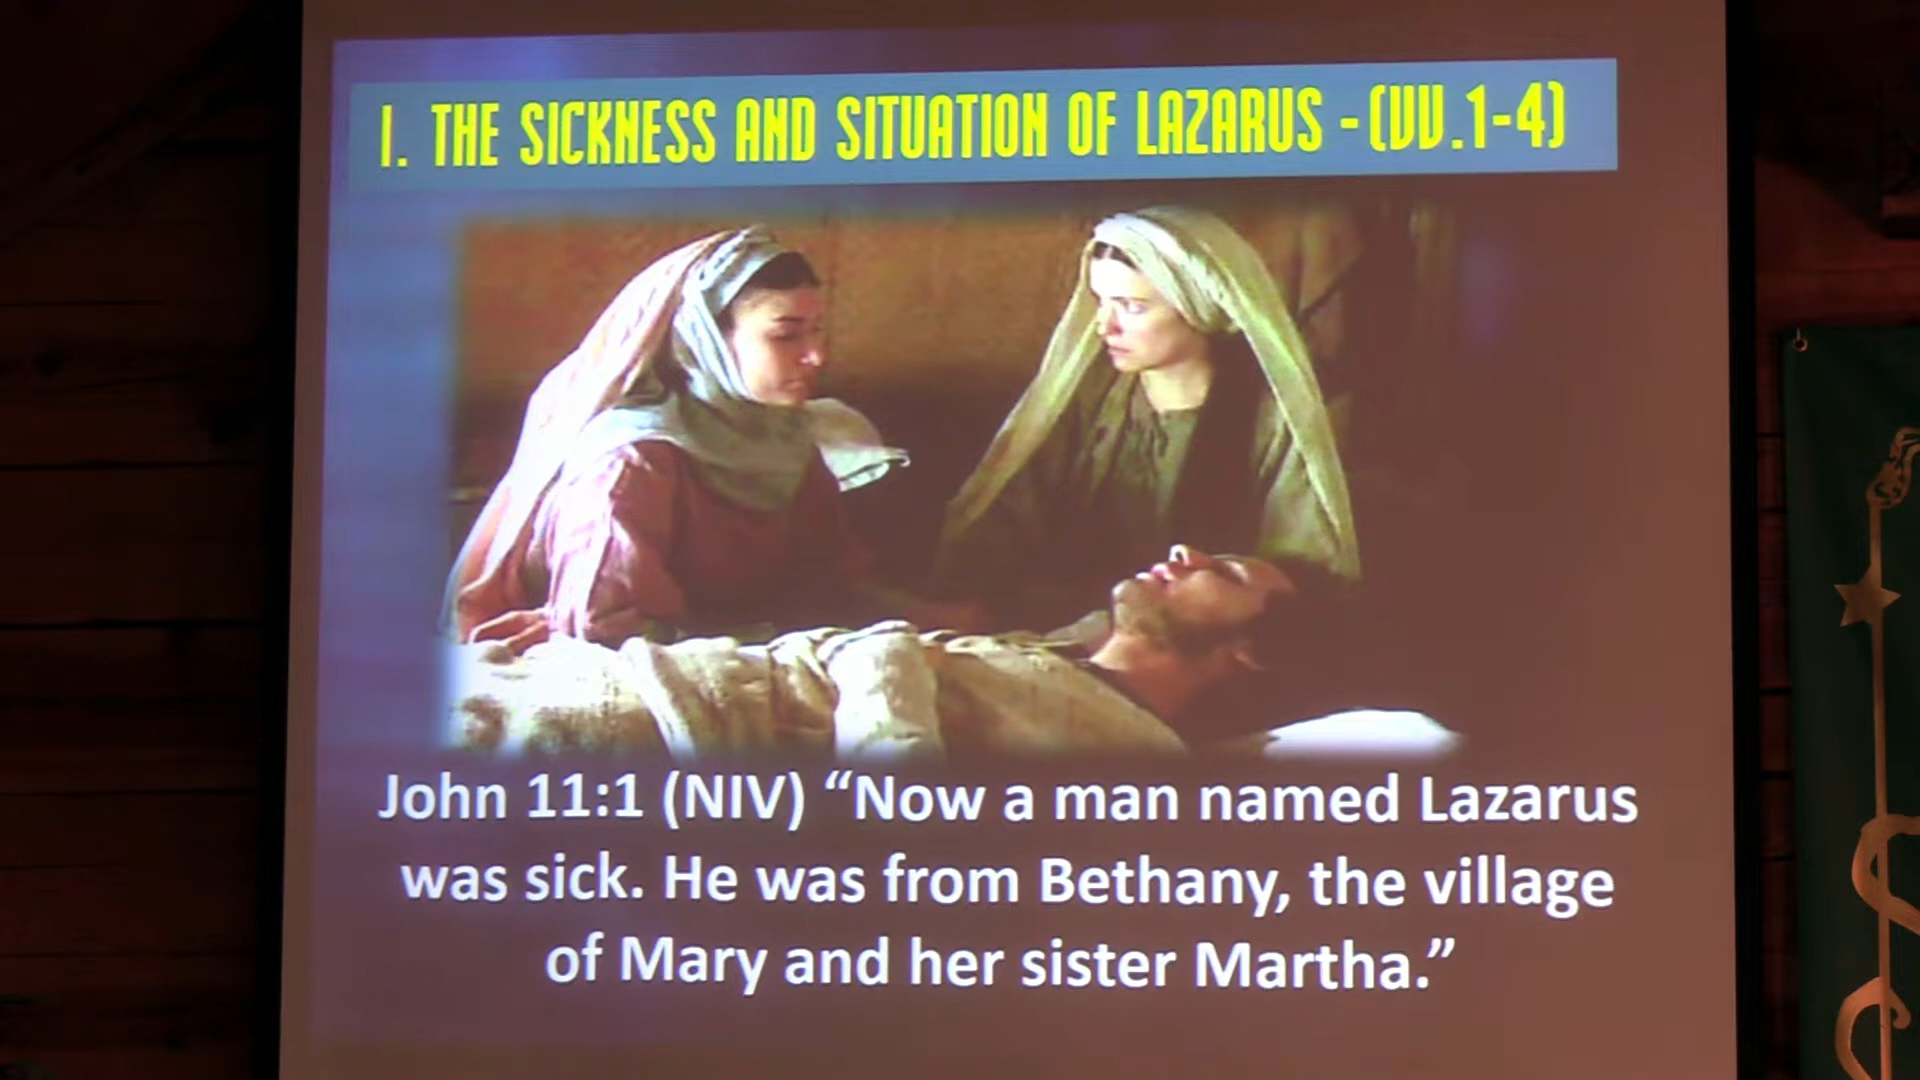 I. THE SICKNESS AND SITUATION OF LAZARUS - (VV.1-4)
John 11:1 (NIV) “Now a man named Lazarus
was sick. He was from Bethany, the village
of Mary and her sister Martha.”